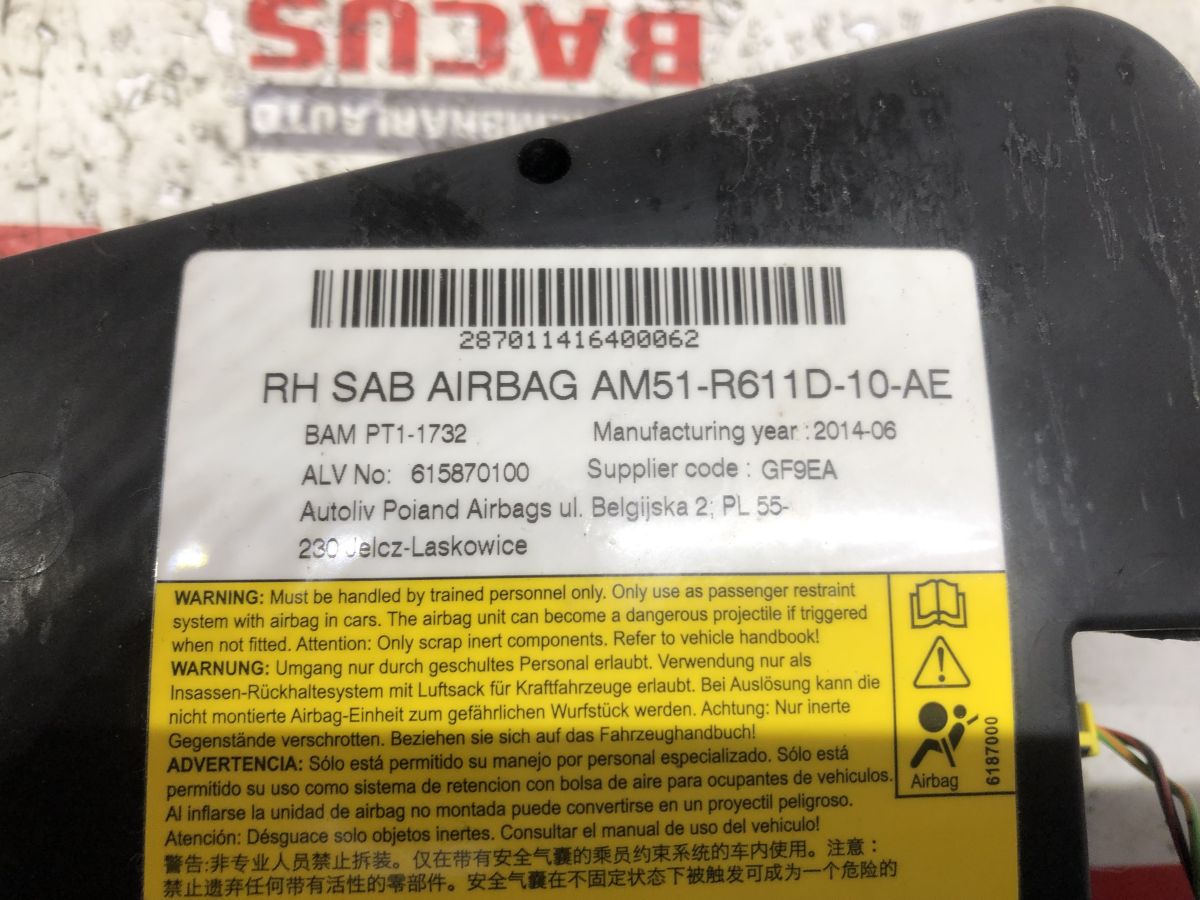 BACUS
287011416400062
RH SAB AIRBAG AM51-R611D-10-AE
BAM PT1-1732
Manufacturing year : 2014-06
ALV No: 615870100
Supplier code : GF9EA
Autoliv Poiand Airbags ul. Belgijska 2; PL 55-
230 Jelcz-Laskowice
WARNING: Must be handled by trained personnel only. Only use as passenger restraint
system with airbag in cars. The airbag unit can become a dangerous projectile if triggered
when not fitted. Attention: Only scrap inert components. Refer to vehicle handbook!
WARNUNG: Umgang nur durch geschultes Personal erlaubt. Verwendung nur als
Insassen-Rückhaltesystem mit Luftsack für Kraftfahrzeuge erlaubt. Bei Auslösung kann die
nicht montierte Airbag-Einheit zum gefährlichen Wurfstück werden. Achtung: Nur inerte
Gegenstände verschrotten. Beziehen sie sich auf das Fahrzeughandbuch!
ADVERTENCIA: Sólo está permitido su manejo por personal especializado. Sólo está
permitido su uso como sistema de retencion con bolsa de aire para ocupantes de vehiculos.
Al inflarse la unidad de airbag no montada puede convertirse en un proyectil peligroso.
Atención: Désguace solo objetos inertes. Consultar el manual de uso del vehiculo!
警告:非专业人员禁止拆装。仅在带有安全气囊的乘员约束系统的车内使用。注意:
禁止遗弃任何带有活性的零部件。安全气囊在不固定状态下被触发可成为一个危险的
Airbag
6187000